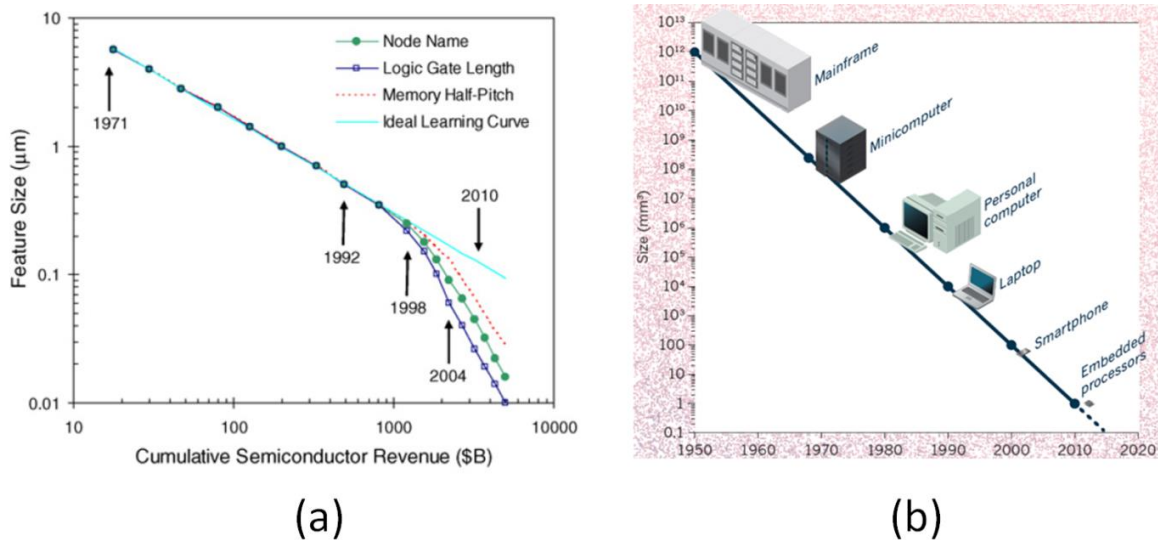 10
1
0.1
0.01
Feature Size (μm)
Node Name
Logic Gate Length
Memory Half-Pitch
Ideal Learning Curve
1971
1992
1998
2004
2010
10
100
1000
10000
Cumulative Semiconductor Revenue ($B)
(a)
10¹³
10¹²
10¹¹
10¹⁰
10⁹
10⁸
10⁷
10⁶
10⁵
10⁴
10³
100
10
1
0.1
Size (mm³)
Mainframe
Minicomputer
Personal
computer
Laptop
Smartphone
Embedded
processors
1950
1960
1970
1980
1990
2000
2010
2020
(b)